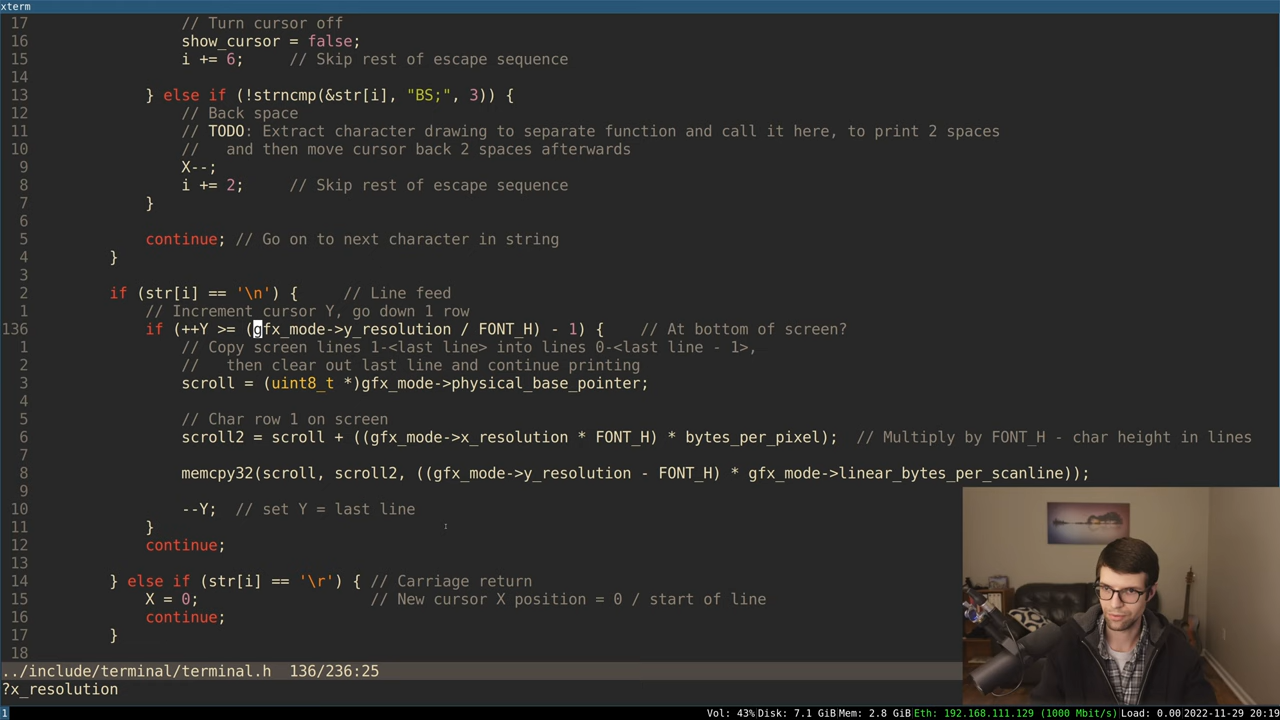 xterm
17 // Turn cursor off
16 show_cursor = false;
15 i += 6; // Skip rest of escape sequence
14
13 } else if (!strncmp(&str[i], "BS;", 3)) {
12 // Back space
11 // TODO: Extract character drawing to separate function and call it here, to print 2 spaces
10 // and then move cursor back 2 spaces afterwards
9 X--;
8 i += 2; // Skip rest of escape sequence
7 }
6
5 continue; // Go on to next character in string
4 }
3
2 if (str[i] == '\n') { // Line feed
1 // Increment cursor Y, go down 1 row
136 if (++Y >= (gfx_mode->y_resolution / FONT_H) - 1) { // At bottom of screen?
1 // Copy screen lines 1-<last line> into lines 0-<last line - 1>,
2 // then clear out last line and continue printing
3 scroll = (uint8_t *)gfx_mode->physical_base_pointer;
4
5 // Char row 1 on screen
6 scroll2 = scroll + ((gfx_mode->x_resolution * FONT_H) * bytes_per_pixel); // Multiply by FONT_H - char height in lines
7
8 memcpy32(scroll, scroll2, ((gfx_mode->y_resolution - FONT_H) * gfx_mode->linear_bytes_per_scanline));
9
10 --Y; // set Y = last line
11 }
12 continue;
13
14 } else if (str[i] == '\r') { // Carriage return
15 X = 0; // New cursor X position = 0 / start of line
16 continue;
17 }
18
../include/terminal/terminal.h 136/236:25
?x_resolution
1 Vol: 43% Disk: 7.1 GiB Mem: 2.8 GiB Eth: 192.168.111.129 (1000 Mbit/s) Load: 0.00 2022-11-29 20:19